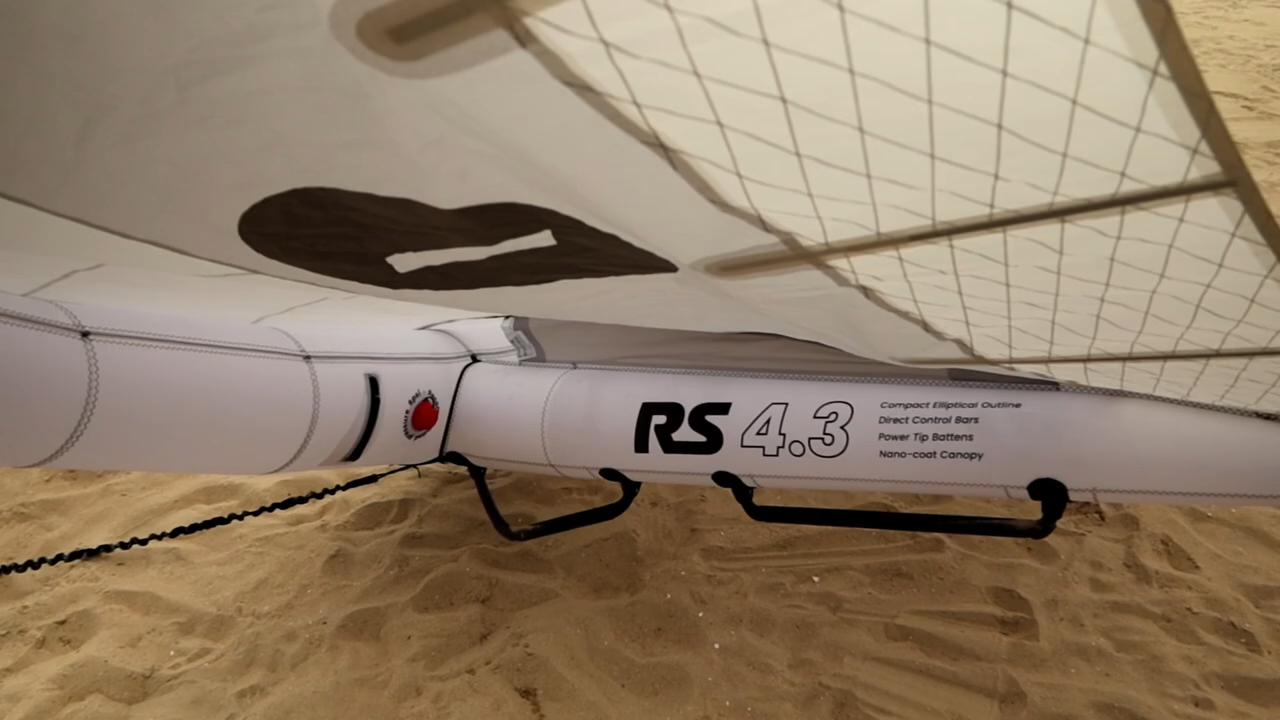 RS 4.3
Compact Elliptical Outline
Direct Control Bars
Power Tip Battens
Nano-coat Canopy